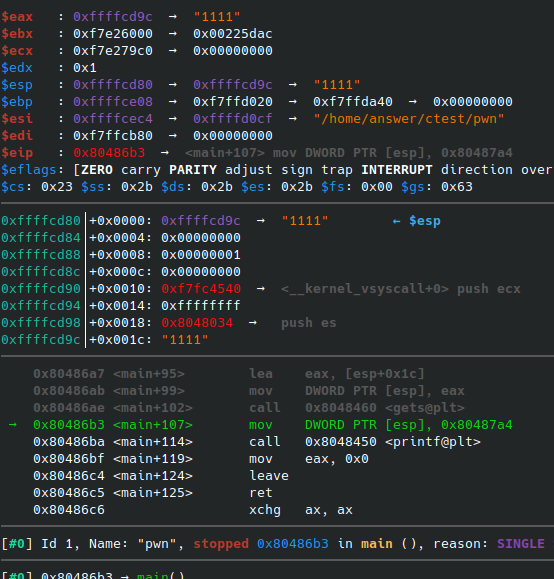 $eax   : 0xffffcd9c  →  "1111"
$ebx   : 0xf7e26000  →  0x00225dac
$ecx   : 0xf7e279c0  →  0x00000000
$edx   : 0x1
$esp   : 0xffffcd80  →  0xffffcd9c  →  "1111"
$ebp   : 0xffffce08  →  0xf7ffd020  →  0xf7ffda40  →  0x00000000
$esi   : 0xffffcec4  →  0xffffd0cf  →  "/home/answer/ctest/pwn"
$edi   : 0xf7ffcb80  →  0x00000000
$eip   : 0x80486b3  →  <main+107> mov DWORD PTR [esp], 0x80487a4
$eflags: [ZERO carry PARITY adjust sign trap INTERRUPT direction over
$cs: 0x23 $ss: 0x2b $ds: 0x2b $es: 0x2b $fs: 0x00 $gs: 0x63
0xffffcd80│+0x0000: 0xffffcd9c  →  "1111"	 ← $esp
0xffffcd84│+0x0004: 0x00000000
0xffffcd88│+0x0008: 0x00000001
0xffffcd8c│+0x000c: 0x00000000
0xffffcd90│+0x0010: 0xf7fc4540  →  <__kernel_vsyscall+0> push ecx
0xffffcd94│+0x0014: 0xffffffff
0xffffcd98│+0x0018: 0x8048034  →   push es
0xffffcd9c│+0x001c: "1111"
0x80486a7 <main+95>        lea    eax, [esp+0x1c]
0x80486ab <main+99>        mov    DWORD PTR [esp], eax
0x80486ae <main+102>       call   0x8048460 <gets@plt>
→  0x80486b3 <main+107>       mov    DWORD PTR [esp], 0x80487a4
0x80486ba <main+114>       call   0x8048450 <printf@plt>
0x80486bf <main+119>       mov    eax, 0x0
0x80486c4 <main+124>       leave
0x80486c5 <main+125>       ret
0x80486c6                  xchg   ax, ax
[#0] Id 1, Name: "pwn", stopped 0x80486b3 in main (), reason: SINGLE
[#0] 0x80486b3 → main()